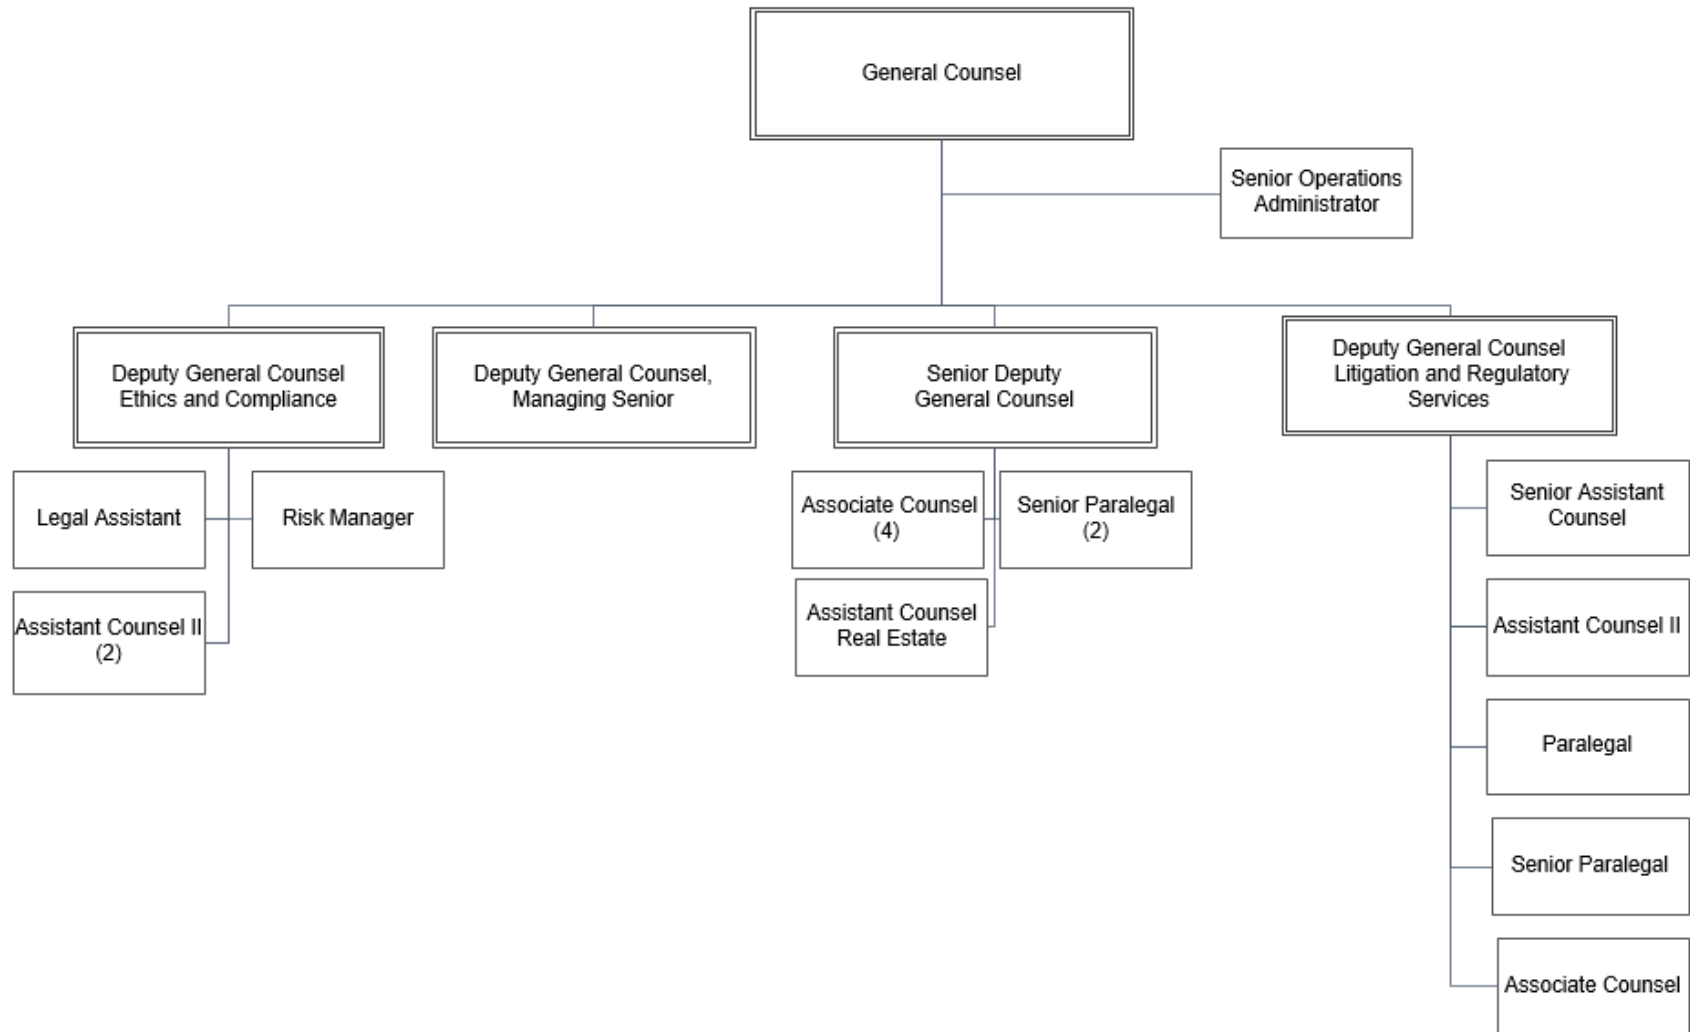 General Counsel
Senior Operations
Administrator
Deputy General Counsel
Ethics and Compliance
Deputy General Counsel,
Managing Senior
Senior Deputy
General Counsel
Deputy General Counsel
Litigation and Regulatory
Services
Legal Assistant
Risk Manager
Assistant Counsel II
(2)
Associate Counsel
(4)
Senior Paralegal
(2)
Assistant Counsel
Real Estate
Senior Assistant
Counsel
Assistant Counsel II
Paralegal
Senior Paralegal
Associate Counsel